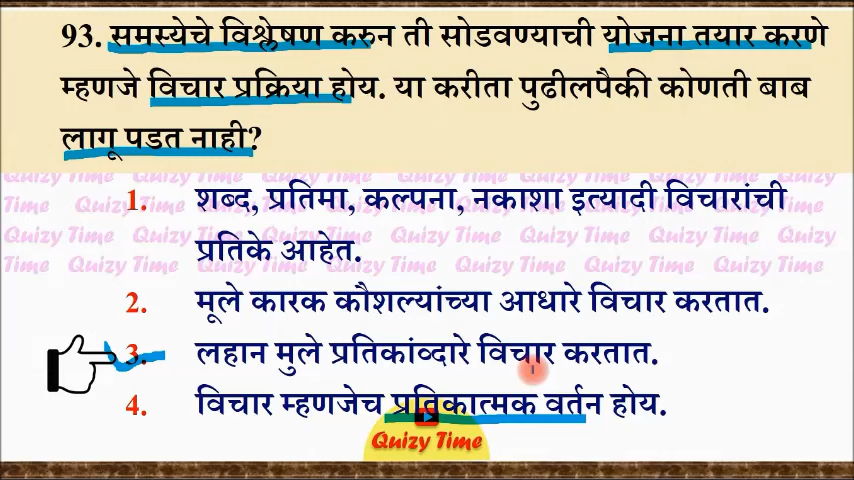 93. समस्येचे विश्लेषण करुन ती सोडवण्याची योजना तयार करणे
म्हणजे विचार प्रक्रिया होय. या करीता पुढीलपैकी कोणती बाब
लागू पडत नाही?
1. शब्द, प्रतिमा, कल्पना, नकाशा इत्यादी विचारांची
प्रतिके आहेत.
2. मूले कारक कौशल्यांच्या आधारे विचार करतात.
3. लहान मुले प्रतिकांव्दारे विचार करतात.
4. विचार म्हणजेच प्रतिकात्मक वर्तन होय.
Quizy Time